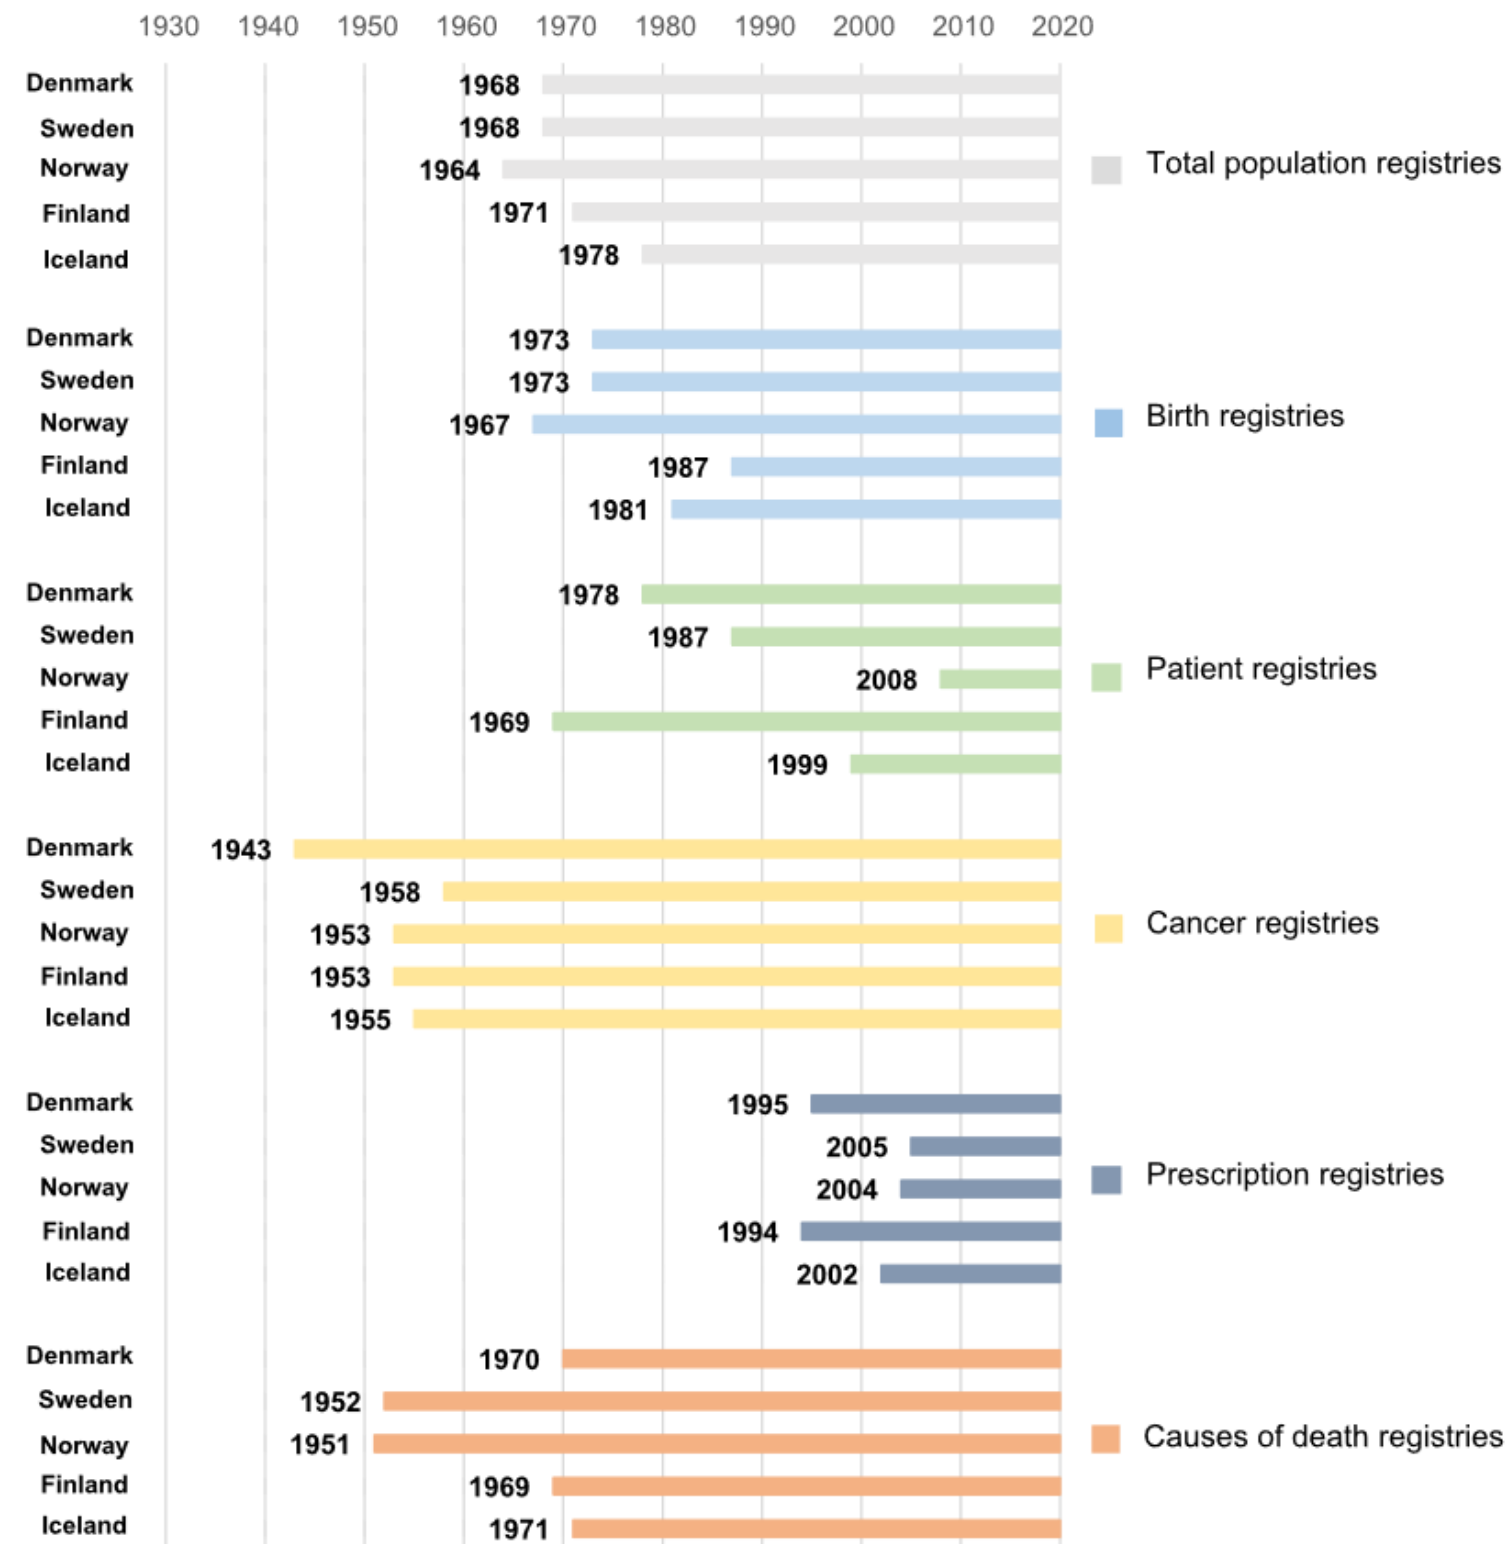 1930 1940 1950 1960 1970 1980 1990 2000 2010 2020
Denmark 1968
Sweden 1968
Norway 1964 Total population registries
Finland 1971
Iceland 1978
Denmark 1973
Sweden 1973
Norway 1967 Birth registries
Finland 1987
Iceland 1981
Denmark 1978
Sweden 1987
Norway 2008 Patient registries
Finland 1969
Iceland 1999
Denmark 1943
Sweden 1958
Norway 1953 Cancer registries
Finland 1953
Iceland 1955
Denmark 1995
Sweden 2005
Norway 2004 Prescription registries
Finland 1994
Iceland 2002
Denmark 1970
Sweden 1952
Norway 1951 Causes of death registries
Finland 1969
Iceland 1971